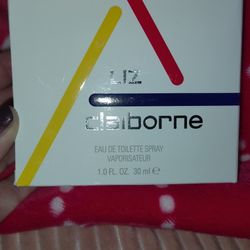 LIZ
claiborne
EAU DE TOILETTE SPRAY
VAPORISATEUR
1.0 FL. OZ. 30 ml ℮